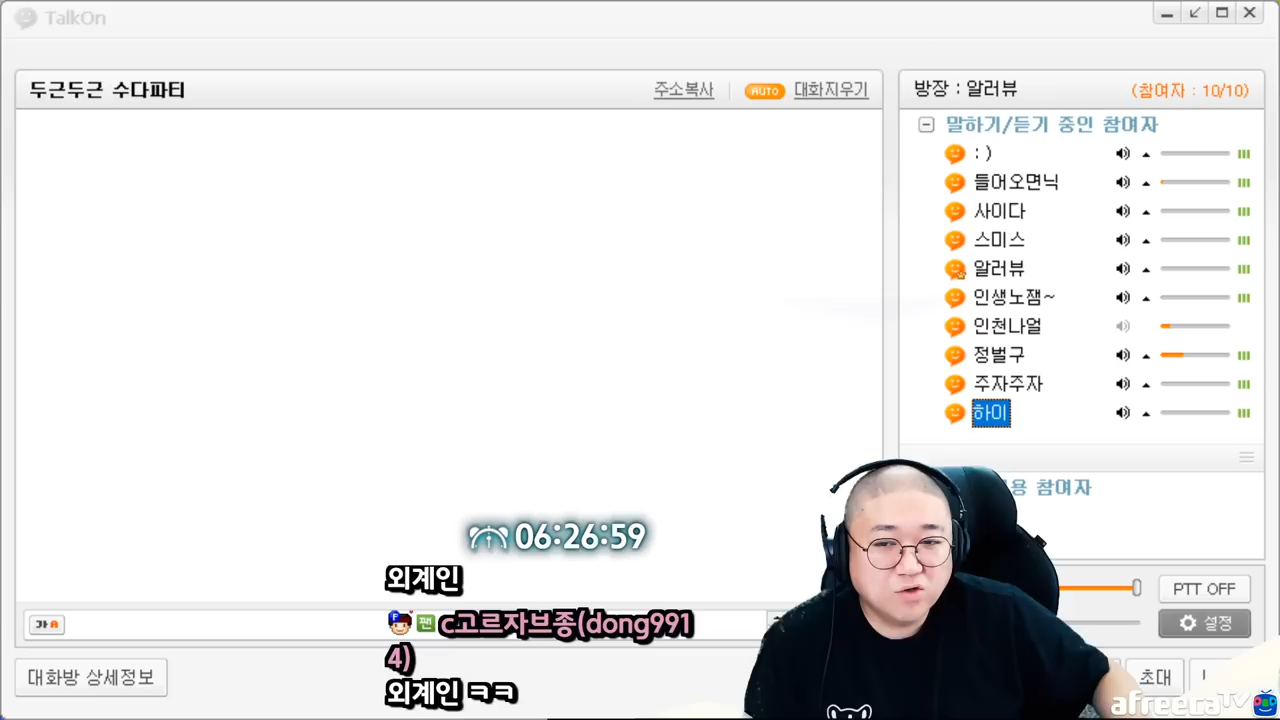 TalkOn
두근두근 수다파티
주소복사
AUTO
대화지우기
방장 : 알러뷰
(참여자 : 10/10)
말하기/듣기 중인 참여자
: )
들어오면닉
사이다
스미스
알러뷰
인생노잼~
인천나얼
정벌구
주자주자
하이
용 참여자
06:26:59
외계인
PTT OFF
가A
팬 c고르자브종(dong991
4)
설정
외계인 ㅋㅋ
대화방 상세정보
초대
afreecaTV